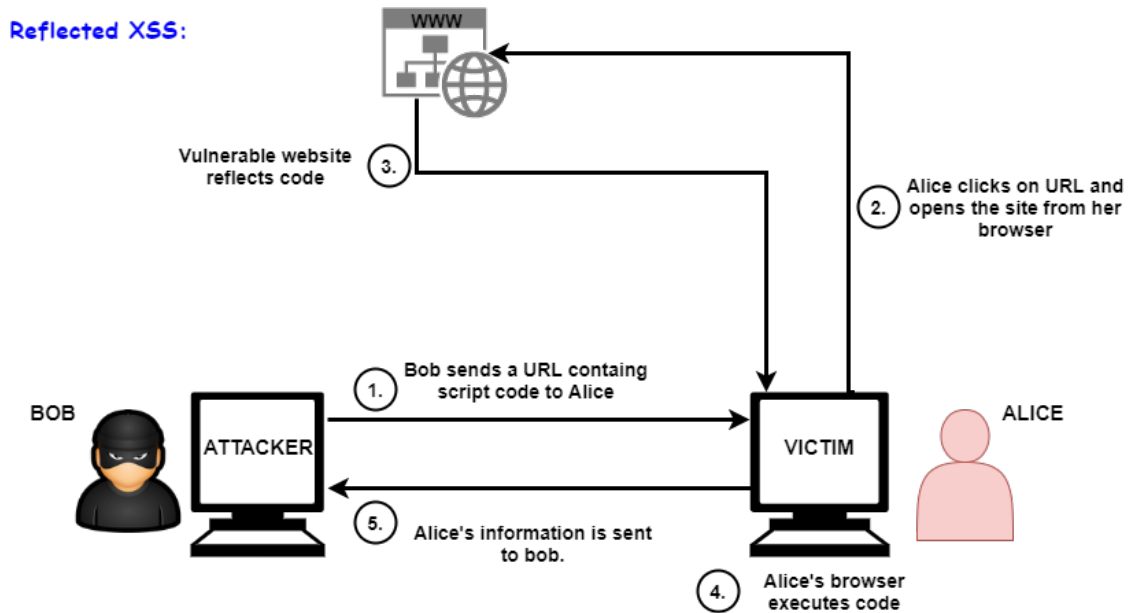 Reflected XSS:
WWW
Vulnerable website
reflects code
3.
2.
Alice clicks on URL and
opens the site from her
browser
1.
Bob sends a URL containg
script code to Alice
BOB
ATTACKER
VICTIM
ALICE
5.
Alice's information is sent
to bob.
4.
Alice's browser
executes code